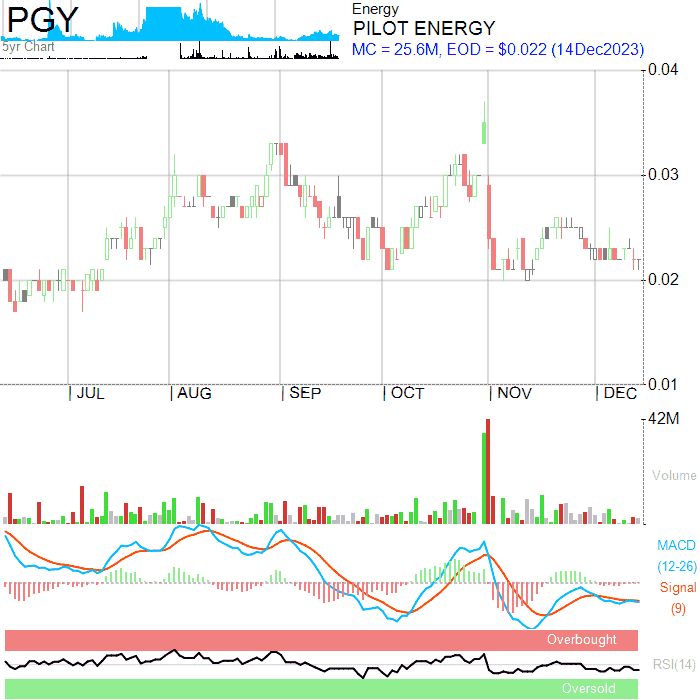 PGY
5yr Chart
Energy
PILOT ENERGY
MC = 25.6M, EOD = $0.022 (14Dec2023)
0.04
0.03
0.02
0.01
JUL AUG SEP OCT NOV DEC
42M
Volume
MACD
(12-26)
Signal
(9)
Overbought
RSI(14)
Oversold